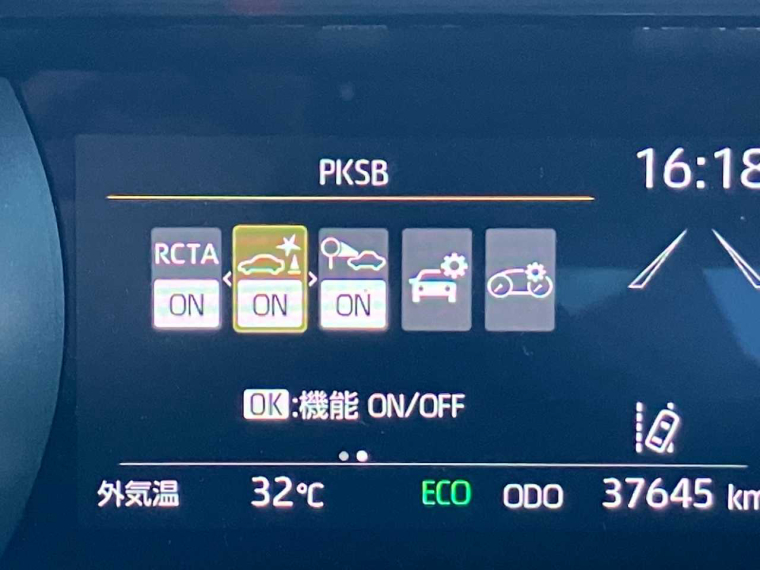 PKSB
16:18
RCTA
ON
ON
ON
OK:機能 ON/OFF
外気温 32℃ ECO ODO 37645 km